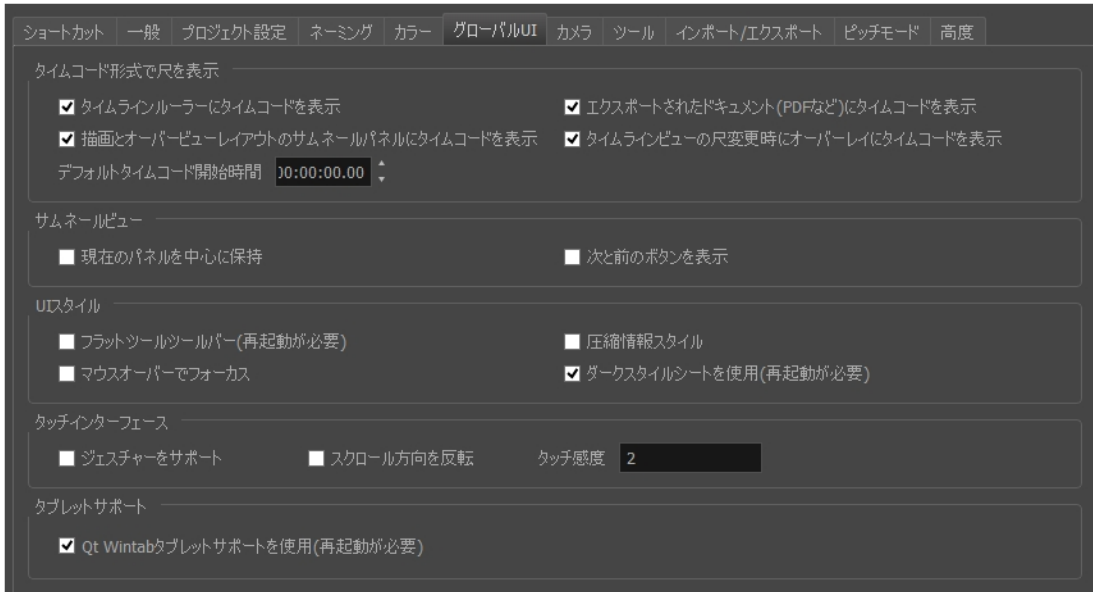 ショートカット 一般 プロジェクト設定 ネーミング カラー グローバルUI カメラ ツール インポート/エクスポート ピッチモード 高度
タイムコード形式で尺を表示
タイムラインルーラーにタイムコードを表示 エクスポートされたドキュメント(PDFなど)にタイムコードを表示
描画とオーバービューレイアウトのサムネールパネルにタイムコードを表示 タイムラインビューの尺変更時にオーバーレイにタイムコードを表示
デフォルトタイムコード開始時間 00:00:00.00
サムネールビュー
現在のパネルを中心に保持 次と前のボタンを表示
UIスタイル
フラットツールツールバー(再起動が必要) 圧縮情報スタイル
マウスオーバーでフォーカス ダークスタイルシートを使用(再起動が必要)
タッチインターフェース
ジェスチャーをサポート スクロール方向を反転 タッチ感度 2
タブレットサポート
Qt Wintabタブレットサポートを使用(再起動が必要)